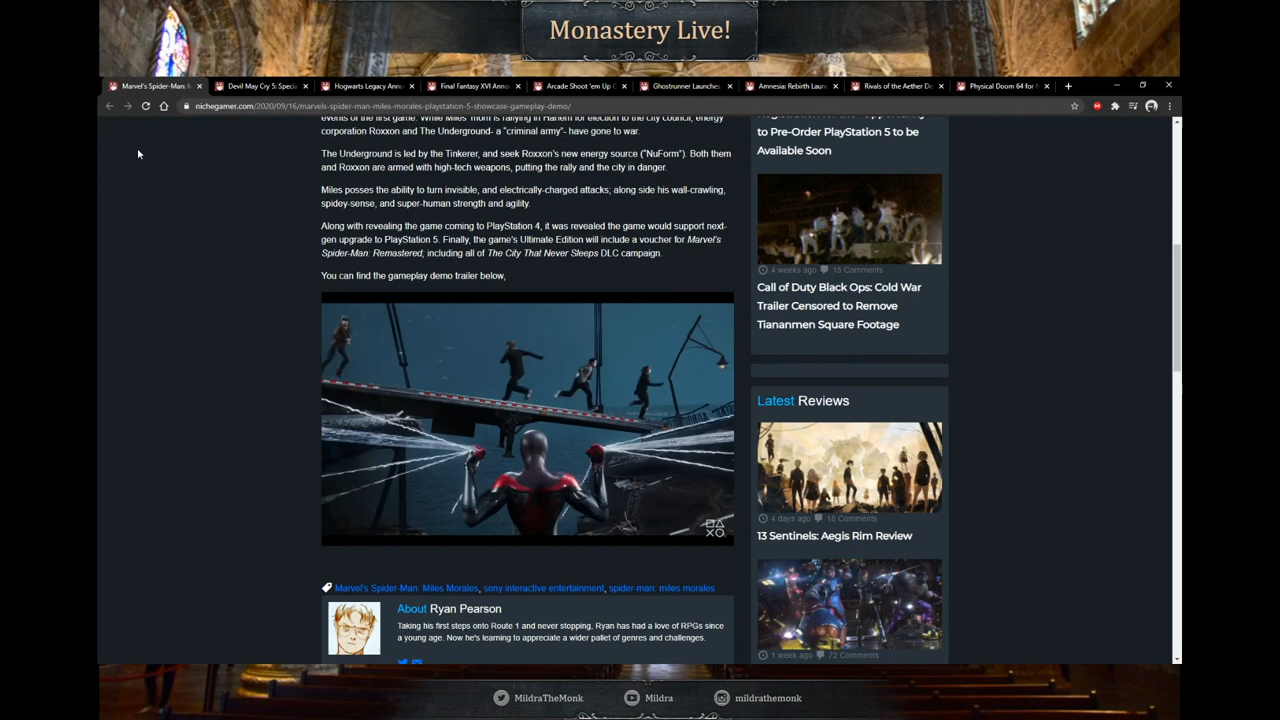 Monastery Live!
Marvel's Spider-Man: M
Devil May Cry 5: Speci
Hogwarts Legacy Anno
Final Fantasy XVI Anno
Arcade Shoot 'em Up C
Ghostrunner Launches
Amnesia: Rebirth Laun
Rivals of the Aether De
Physical Doom 64 for
nichegamer.com/2020/09/16/marvels-spider-man-miles-morales-playstation-5-showcase-gameplay-demo/
events of the first game. While Miles' mom is rallying in Harlem for election to the city council, energy
corporation Roxxon and The Underground- a "criminal army"- have gone to war.
The Underground is led by the Tinkerer, and seek Roxxon's new energy source ("NuForm"). Both them
and Roxxon are armed with high-tech weapons, putting the rally and the city in danger.
Miles posses the ability to turn invisible, and electrically-charged attacks; along side his wall-crawling,
spidey-sense, and super-human strength and agility.
Along with revealing the game coming to PlayStation 4, it was revealed the game would support next-
gen upgrade to PlayStation 5. Finally, the game's Ultimate Edition will include a voucher for Marvel's
Spider-Man: Remastered; including all of The City That Never Sleeps DLC campaign.
You can find the gameplay demo trailer below,
Marvel's Spider-Man: Miles Morales, sony interactive entertainment, spider-man: miles morales
About Ryan Pearson
Taking his first steps onto Route 1 and never stopping, Ryan has had a love of RPGs since
a young age. Now he's learning to appreciate a wider pallet of genres and challenges.
Registration for the "Opportunity"
to Pre-Order PlayStation 5 to be
Available Soon
4 weeks ago 15 Comments
Call of Duty Black Ops: Cold War
Trailer Censored to Remove
Tiananmen Square Footage
Latest Reviews
4 days ago 16 Comments
13 Sentinels: Aegis Rim Review
1 week ago 72 Comments
MildraTheMonk
Mildra
mildrathemonk